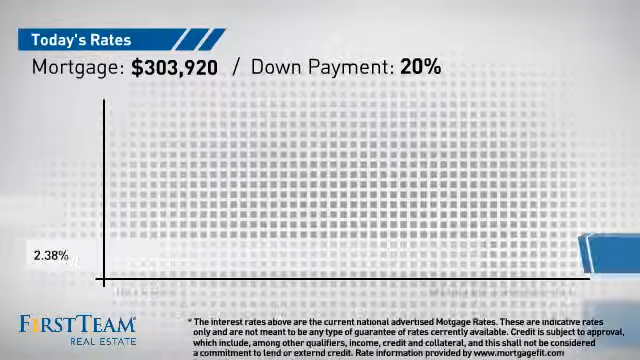 Today's Rates
Mortgage: $303,920 / Down Payment: 20%
2.38%
FIRSTTEAM®
REAL ESTATE
* The interest rates above are the current national advertised Motgage Rates. These are indicative rates
only and are not meant to be any type of guarantee of rates cerrently available. Credit is subject to approval,
which include, among other qualifiers, income, credit and collateral, and this shall not be considered
a commitment to lend or externd credit. Rate information provided by www.mortgagefit.com